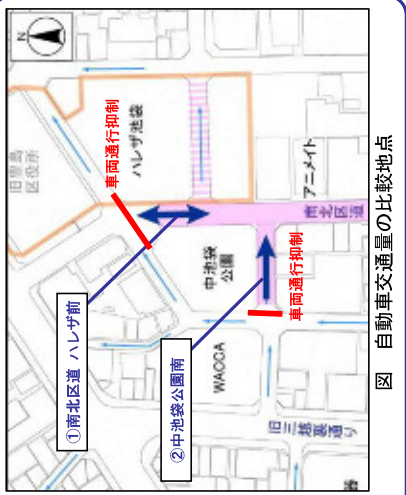 N
旧豊島
区役所
車両通行抑制
ハレザ池袋
①南北区道 ハレザ前
中池袋
公園
アニメイト
南北区道
②中池袋公園南
車両通行抑制
WACCA
旧三越裏通り
図 自動車交通量の比較地点